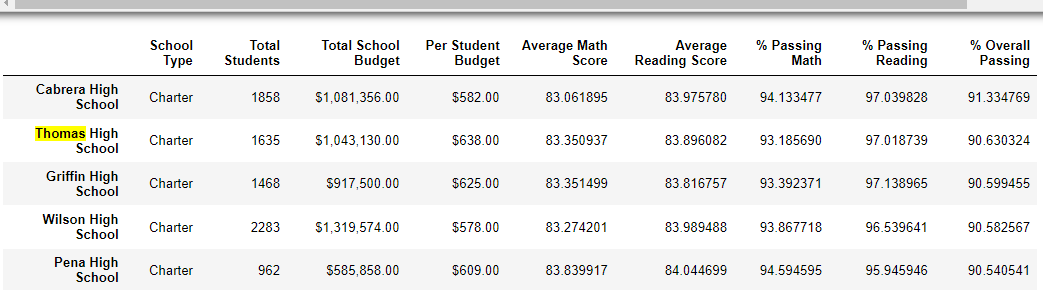 School Type Total Students Total School Budget Per Student Budget Average Math Score Average Reading Score % Passing Math % Passing Reading % Overall Passing
Cabrera High School Charter 1858 $1,081,356.00 $582.00 83.061895 83.975780 94.133477 97.039828 91.334769
Thomas High School Charter 1635 $1,043,130.00 $638.00 83.350937 83.896082 93.185690 97.018739 90.630324
Griffin High School Charter 1468 $917,500.00 $625.00 83.351499 83.816757 93.392371 97.138965 90.599455
Wilson High School Charter 2283 $1,319,574.00 $578.00 83.274201 83.989488 93.867718 96.539641 90.582567
Pena High School Charter 962 $585,858.00 $609.00 83.839917 84.044699 94.594595 95.945946 90.540541